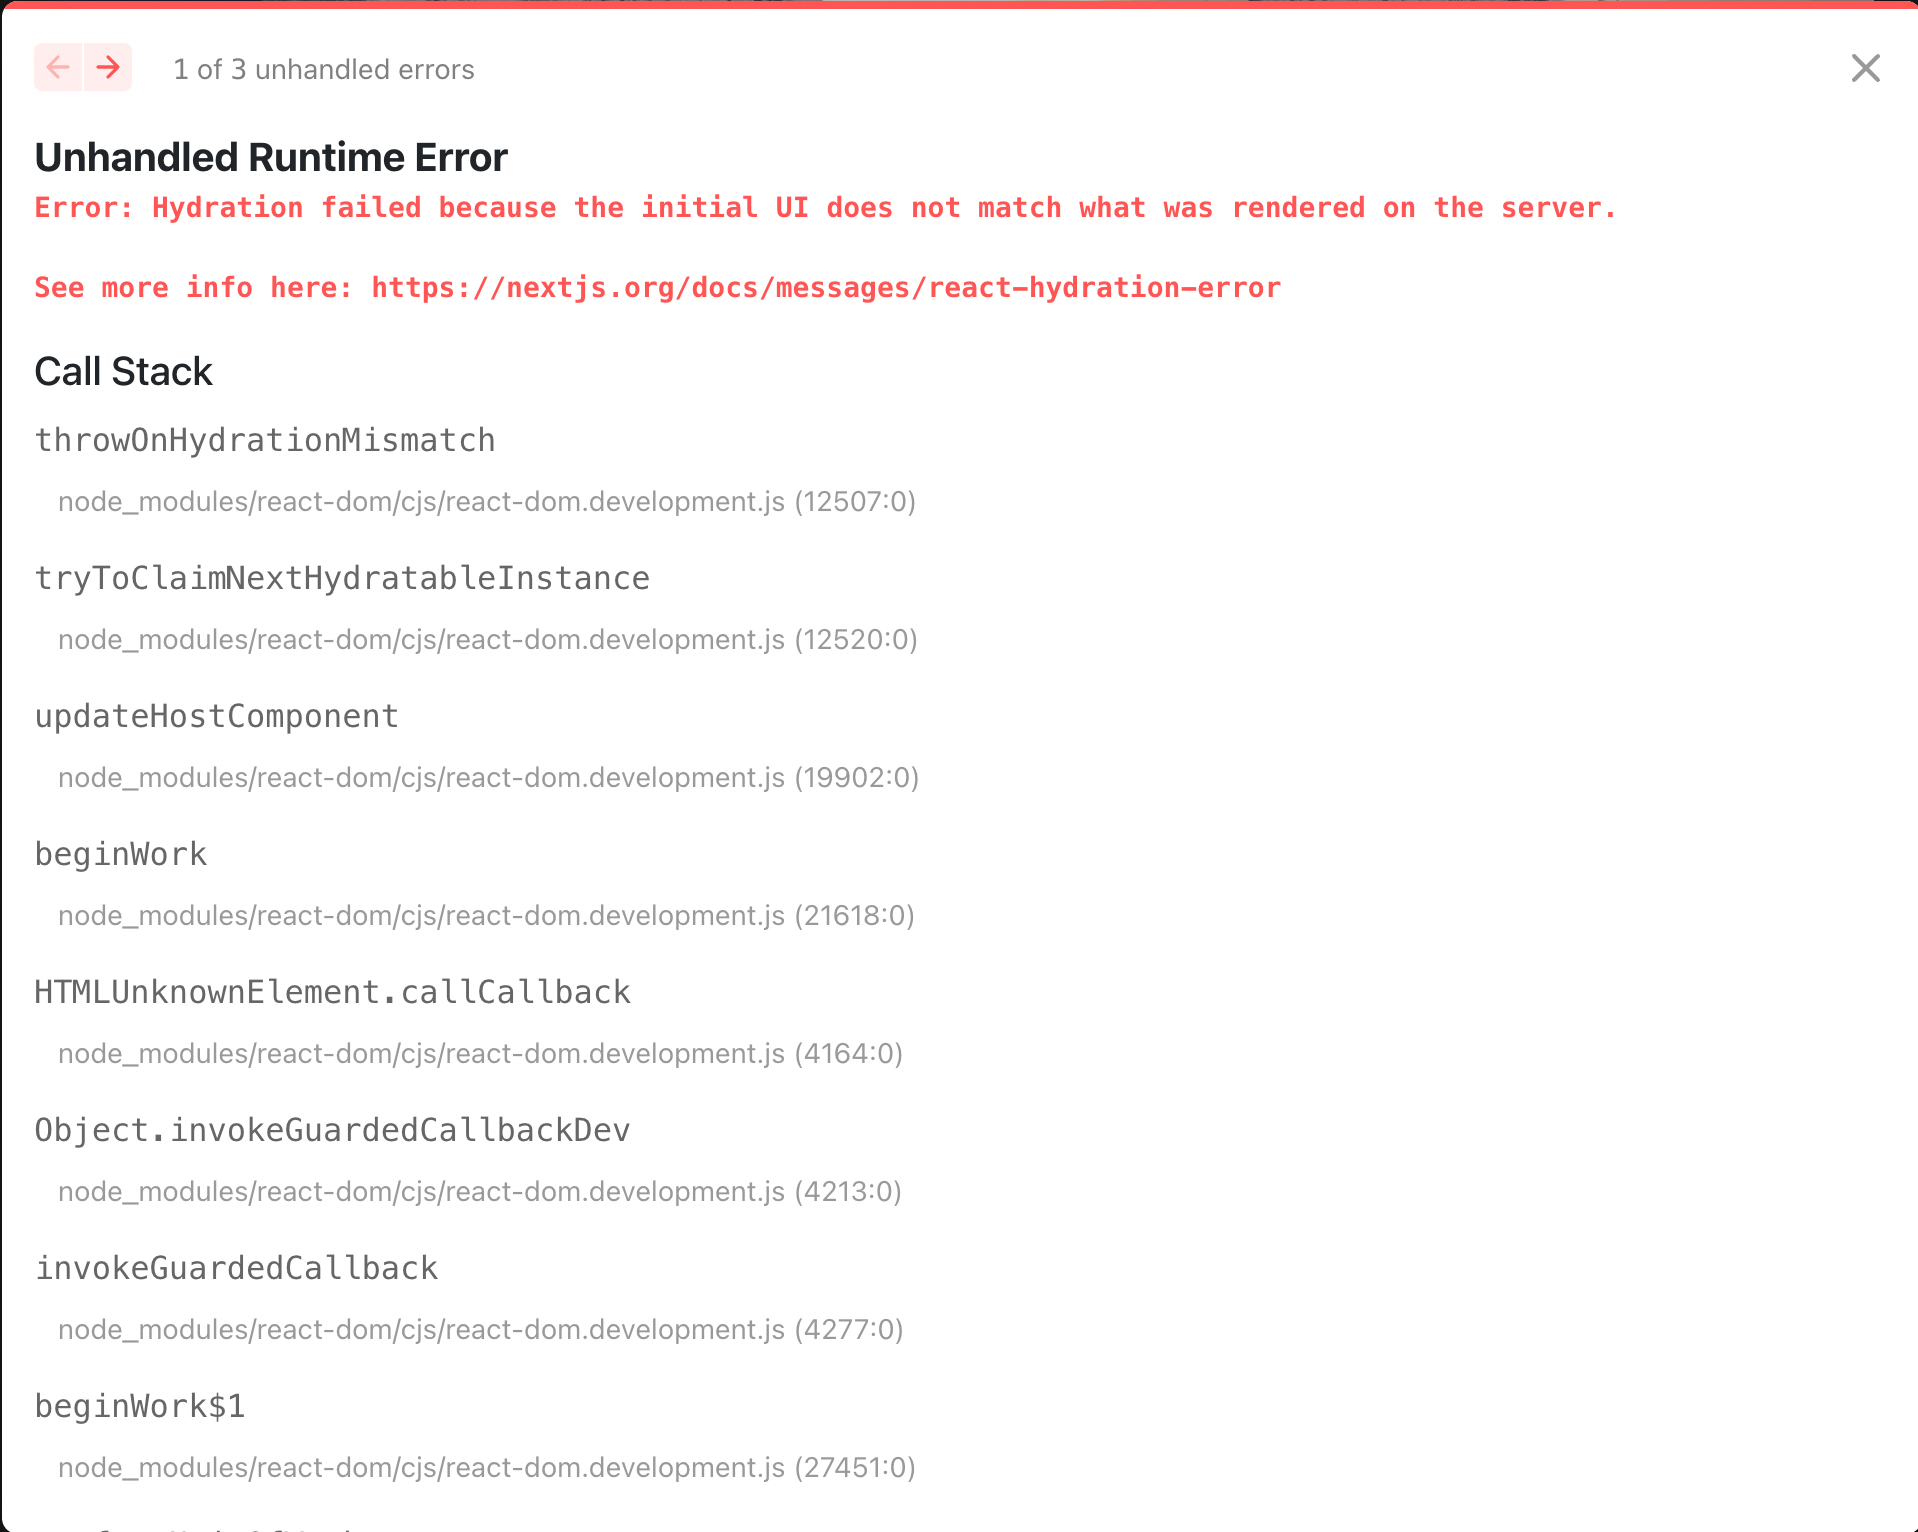 1 of 3 unhandled errors
Unhandled Runtime Error
Error: Hydration failed because the initial UI does not match what was rendered on the server.
See more info here: https://nextjs.org/docs/messages/react-hydration-error
Call Stack
throwOnHydrationMismatch
node_modules/react-dom/cjs/react-dom.development.js (12507:0)
tryToClaimNextHydratableInstance
node_modules/react-dom/cjs/react-dom.development.js (12520:0)
updateHostComponent
node_modules/react-dom/cjs/react-dom.development.js (19902:0)
beginWork
node_modules/react-dom/cjs/react-dom.development.js (21618:0)
HTMLUnknownElement.callCallback
node_modules/react-dom/cjs/react-dom.development.js (4164:0)
Object.invokeGuardedCallbackDev
node_modules/react-dom/cjs/react-dom.development.js (4213:0)
invokeGuardedCallback
node_modules/react-dom/cjs/react-dom.development.js (4277:0)
beginWork$1
node_modules/react-dom/cjs/react-dom.development.js (27451:0)